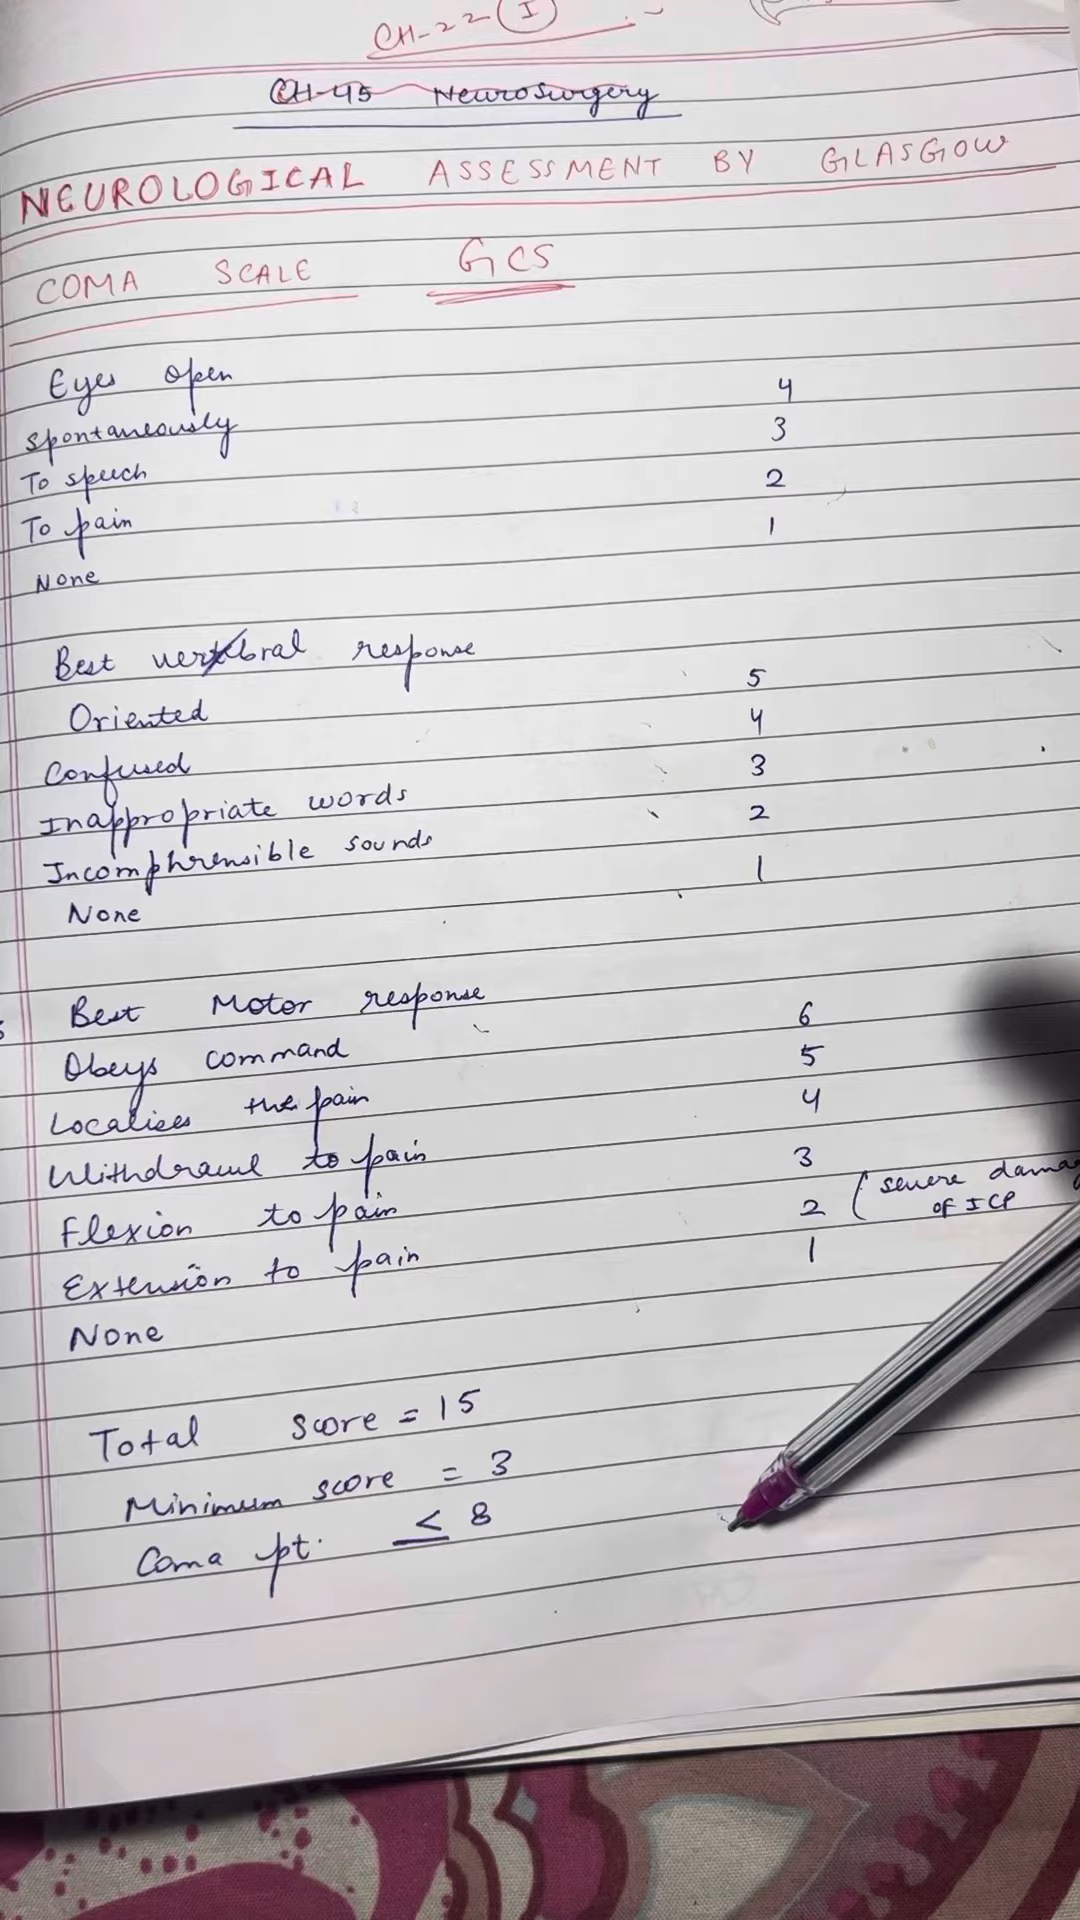 CH-22 I
CH-45 Neurosurgery
NEUROLOGICAL ASSESSMENT BY GLASGOW
COMA SCALE GCS
Eyes open
Spontaneously 4
To speech 3
To pain 2
None 1
Best verbral response
Oriented 5
Confused 4
Inappropriate words 3
Incomphrensible sounds 2
None 1
Best Motor response
Obeys command 6
Localises the pain 5
Withdrawl to pain 4
Flexion to pain 3
Extension to pain 2 ( severe damag
of ICP
None 1
Total score = 15
Minimum score = 3
Coma pt. ≤ 8